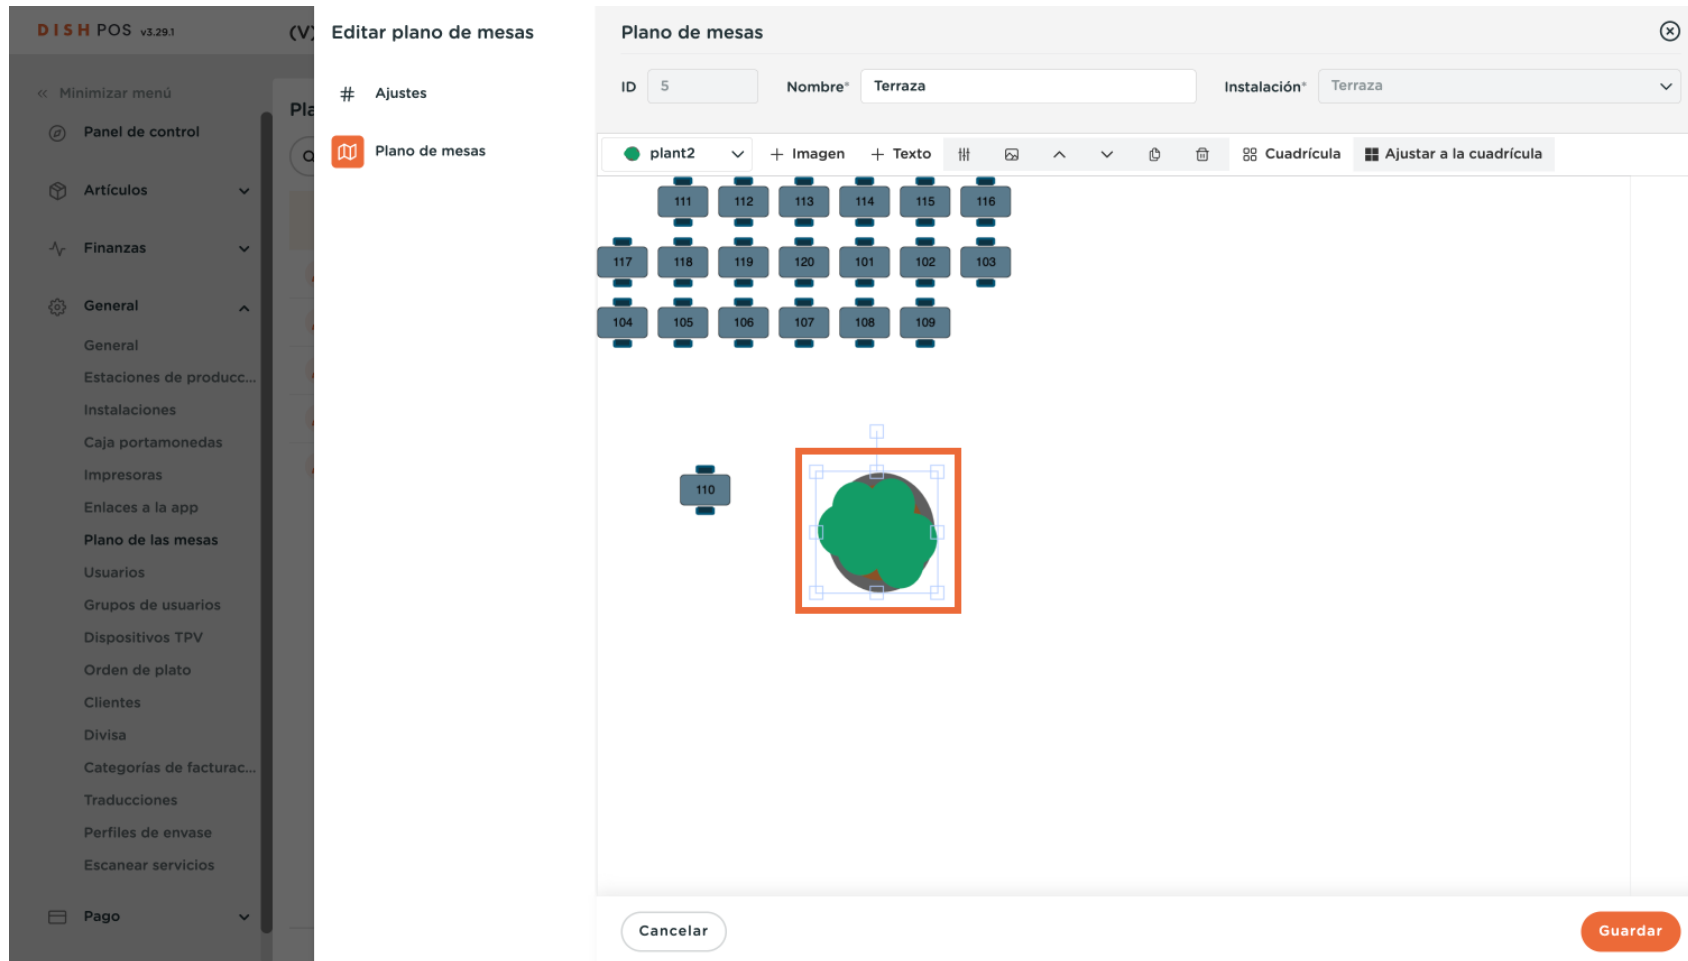 DISH POS v3.29.1
Minimizar menú
Panel de control
Artículos
Finanzas
General
General
Estaciones de producc...
Instalaciones
Caja portamonedas
Impresoras
Enlaces a la app
Plano de las mesas
Usuarios
Grupos de usuarios
Dispositivos TPV
Orden de plato
Clientes
Divisa
Categorías de facturac...
Traducciones
Perfiles de envase
Escanear servicios
Pago
(V)
Pla
Editar plano de mesas
# Ajustes
Plano de mesas
Plano de mesas
ID 5 Nombre* Terraza Instalación* Terraza
plant2 + Imagen + Texto Cuadrícula Ajustar a la cuadrícula
111 112 113 114 115 116
117 118 119 120 101 102 103
104 105 106 107 108 109
110
Cancelar Guardar